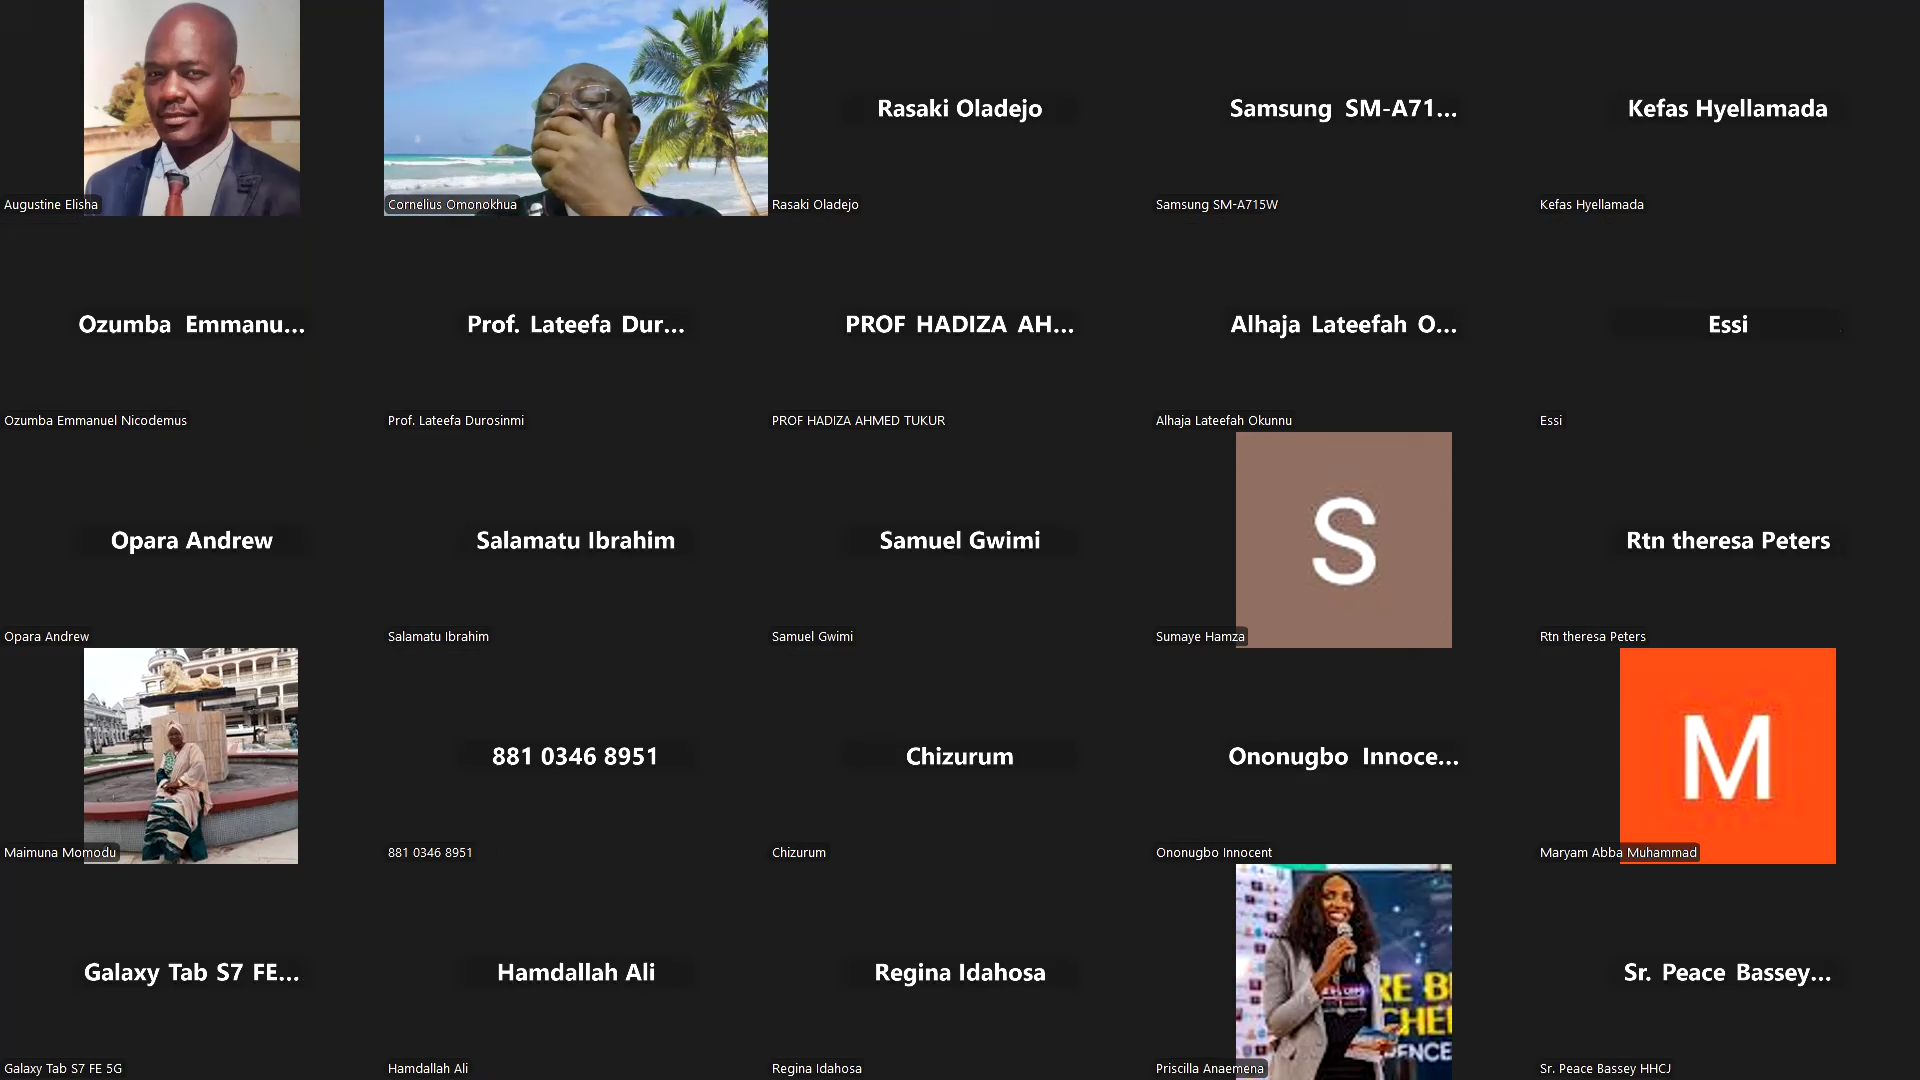 Augustine Elisha
Cornelius Omonokhua
Rasaki Oladejo
Rasaki Oladejo
Samsung SM-A71...
Samsung SM-A715W
Kefas Hyellamada
Kefas Hyellamada
Ozumba Emmanu...
Ozumba Emmanuel Nicodemus
Prof. Lateefa Dur...
Prof. Lateefa Durosinmi
PROF HADIZA AH...
PROF HADIZA AHMED TUKUR
Alhaja Lateefah O...
Alhaja Lateefah Okunnu
Essi
Essi
Opara Andrew
Opara Andrew
Salamatu Ibrahim
Salamatu Ibrahim
Samuel Gwimi
Samuel Gwimi
S
Sumaye Hamza
Rtn theresa Peters
Rtn theresa Peters
Maimuna Momodu
881 0346 8951
881 0346 8951
Chizurum
Chizurum
Ononugbo Innoce...
Ononugbo Innocent
M
Maryam Abba Muhammad
Galaxy Tab S7 FE...
Galaxy Tab S7 FE 5G
Hamdallah Ali
Hamdallah Ali
Regina Idahosa
Regina Idahosa
RE B
CHE
ENCE
Priscilla Anaemena
Sr. Peace Bassey...
Sr. Peace Bassey HHCJ